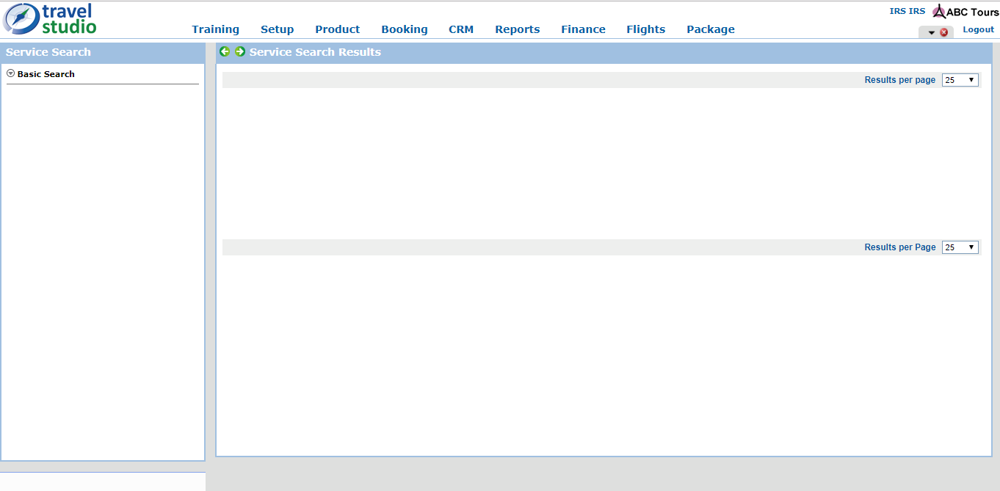 travel
studio
IRS IRS
ABC Tours
Training Setup Product Booking CRM Reports Finance Flights Package
Logout
Service Search
Service Search Results
Basic Search
Results per page 25
Results per Page 25